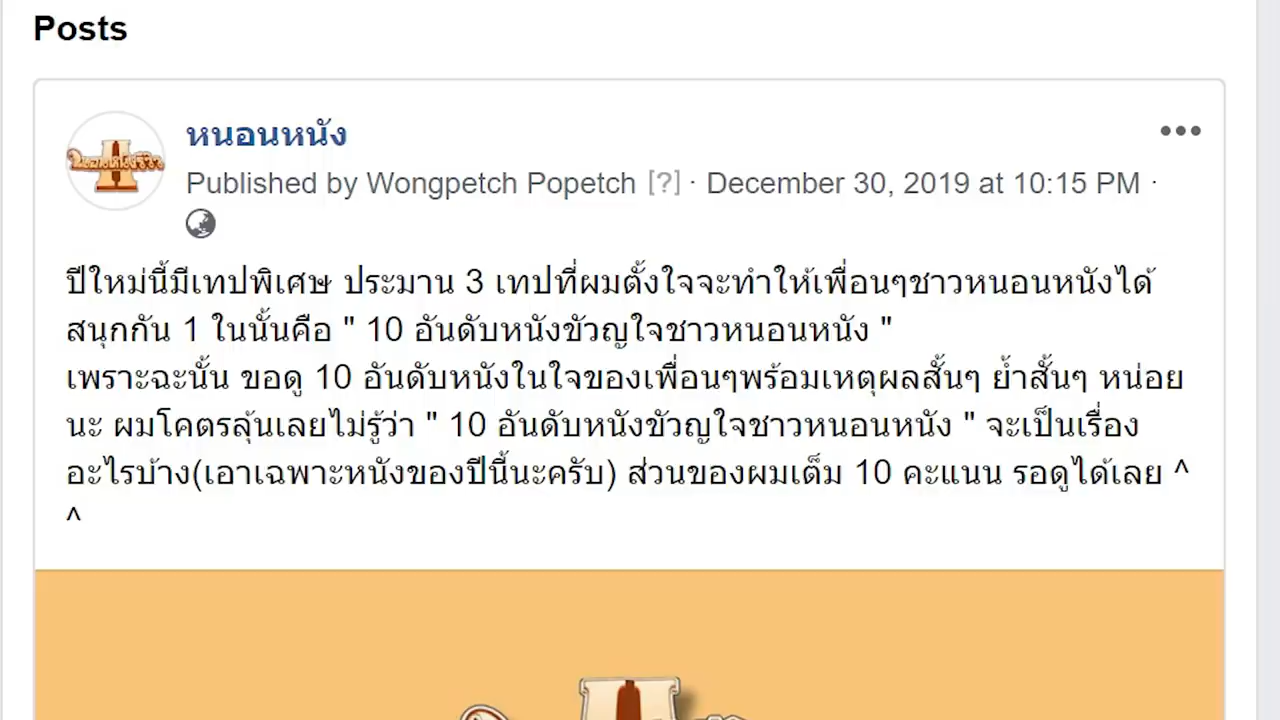 Posts
หนอนหนัง
Published by Wongpetch Popetch [?] · December 30, 2019 at 10:15 PM ·
ปีใหม่นี้มีเทปพิเศษ ประมาน 3 เทปที่ผมตั้งใจจะทำให้เพื่อนๆชาวหนอนหนังได้
สนุกกัน 1 ในนั้นคือ " 10 อันดับหนังขัวญใจชาวหนอนหนัง "
เพราะฉะนั้น ขอดู 10 อันดับหนังในใจของเพื่อนๆพร้อมเหตุผลสั้นๆ ย้ำสั้นๆ หน่อย
นะ ผมโคตรลุ้นเลยไม่รู้ว่า " 10 อันดับหนังขัวญใจชาวหนอนหนัง " จะเป็นเรื่อง
อะไรบ้าง(เอาเฉพาะหนังของปีนี้นะครับ) ส่วนของผมเต็ม 10 คะแนน รอดูได้เลย ^
^